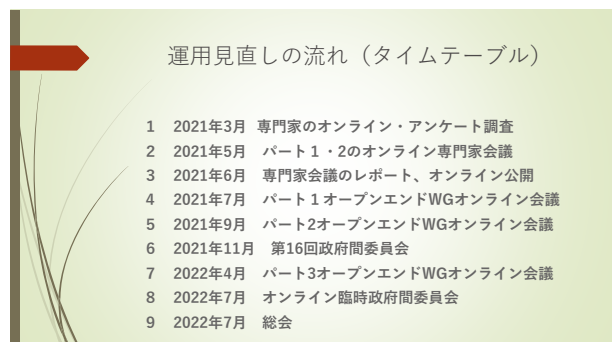 運用見直しの流れ（タイムテーブル）
1 2021年3月 専門家のオンライン・アンケート調査
2 2021年5月 パート１・2のオンライン専門家会議
3 2021年6月 専門家会議のレポート、オンライン公開
4 2021年7月 パート１オープンエンドWGオンライン会議
5 2021年9月 パート2オープンエンドWGオンライン会議
6 2021年11月 第16回政府間委員会
7 2022年4月 パート3オープンエンドWGオンライン会議
8 2022年7月 オンライン臨時政府間委員会
9 2022年7月 総会